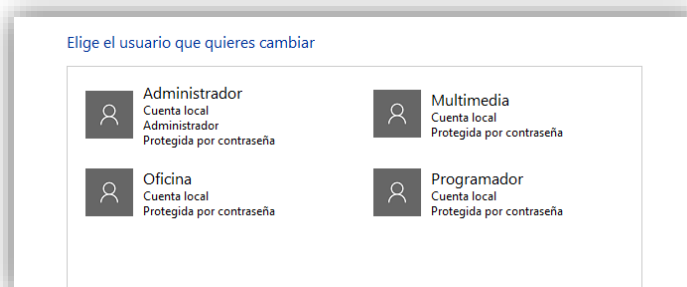 Elige el usuario que quieres cambiar
Administrador
Cuenta local
Administrador
Protegida por contraseña
Multimedia
Cuenta local
Protegida por contraseña
Oficina
Cuenta local
Protegida por contraseña
Programador
Cuenta local
Protegida por contraseña